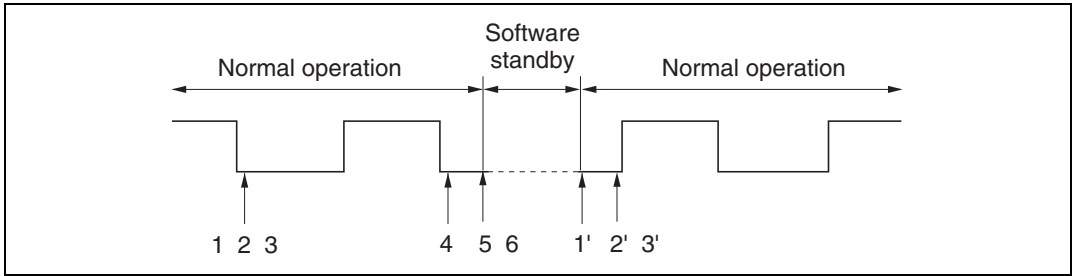 Software
standby
Normal operation
Normal operation
1 2 3
4
5 6
1'
2' 3'